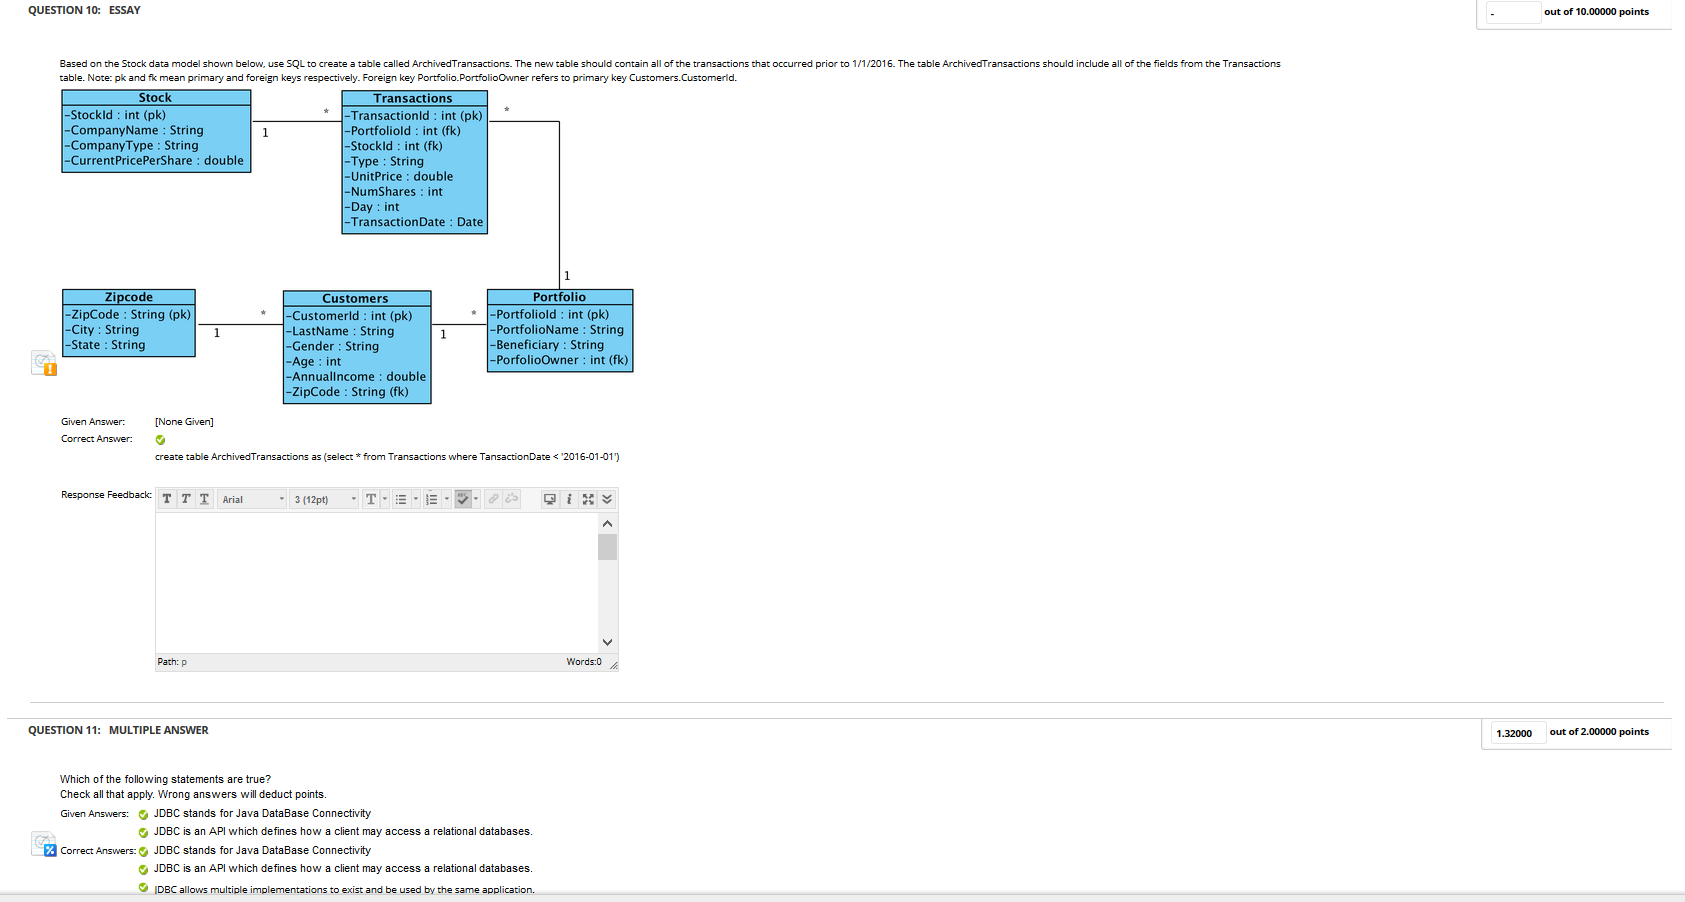 QUESTION 10: ESSAY
- out of 10.00000 points
Based on the Stock data model shown below, use SQL to create a table called ArchivedTransactions. The new table should contain all of the transactions that occurred prior to 1/1/2016. The table ArchivedTransactions should include all of the fields from the Transactions
table. Note: pk and fk mean primary and foreign keys respectively. Foreign key Portfolio.PortfolioOwner refers to primary key Customers.CustomerId.
Stock
-StockId : int (pk)
-CompanyName : String
-CompanyType : String
-CurrentPricePerShare : double
1
*
Transactions
-TransactionId : int (pk)
-PortfolioId : int (fk)
-StockId : int (fk)
-Type : String
-UnitPrice : double
-NumShares : int
-Day : int
-TransactionDate : Date
*
1
Zipcode
-ZipCode : String (pk)
-City : String
-State : String
1
*
Customers
-CustomerId : int (pk)
-LastName : String
-Gender : String
-Age : int
-AnnualIncome : double
-ZipCode : String (fk)
1
*
Portfolio
-PortfolioId : int (pk)
-PortfolioName : String
-Beneficiary : String
-PorfolioOwner : int (fk)
Given Answer: [None Given]
Correct Answer:
create table ArchivedTransactions as (select * from Transactions where TansactionDate < '2016-01-01')
Response Feedback:
T T T Arial 3 (12pt) T
Path: p Words:0
QUESTION 11: MULTIPLE ANSWER
1.32000 out of 2.00000 points
Which of the following statements are true?
Check all that apply. Wrong answers will deduct points.
Given Answers: JDBC stands for Java DataBase Connectivity
JDBC is an API which defines how a client may access a relational databases.
Correct Answers: JDBC stands for Java DataBase Connectivity
JDBC is an API which defines how a client may access a relational databases.
JDBC allows multiple implementations to exist and be used by the same application.